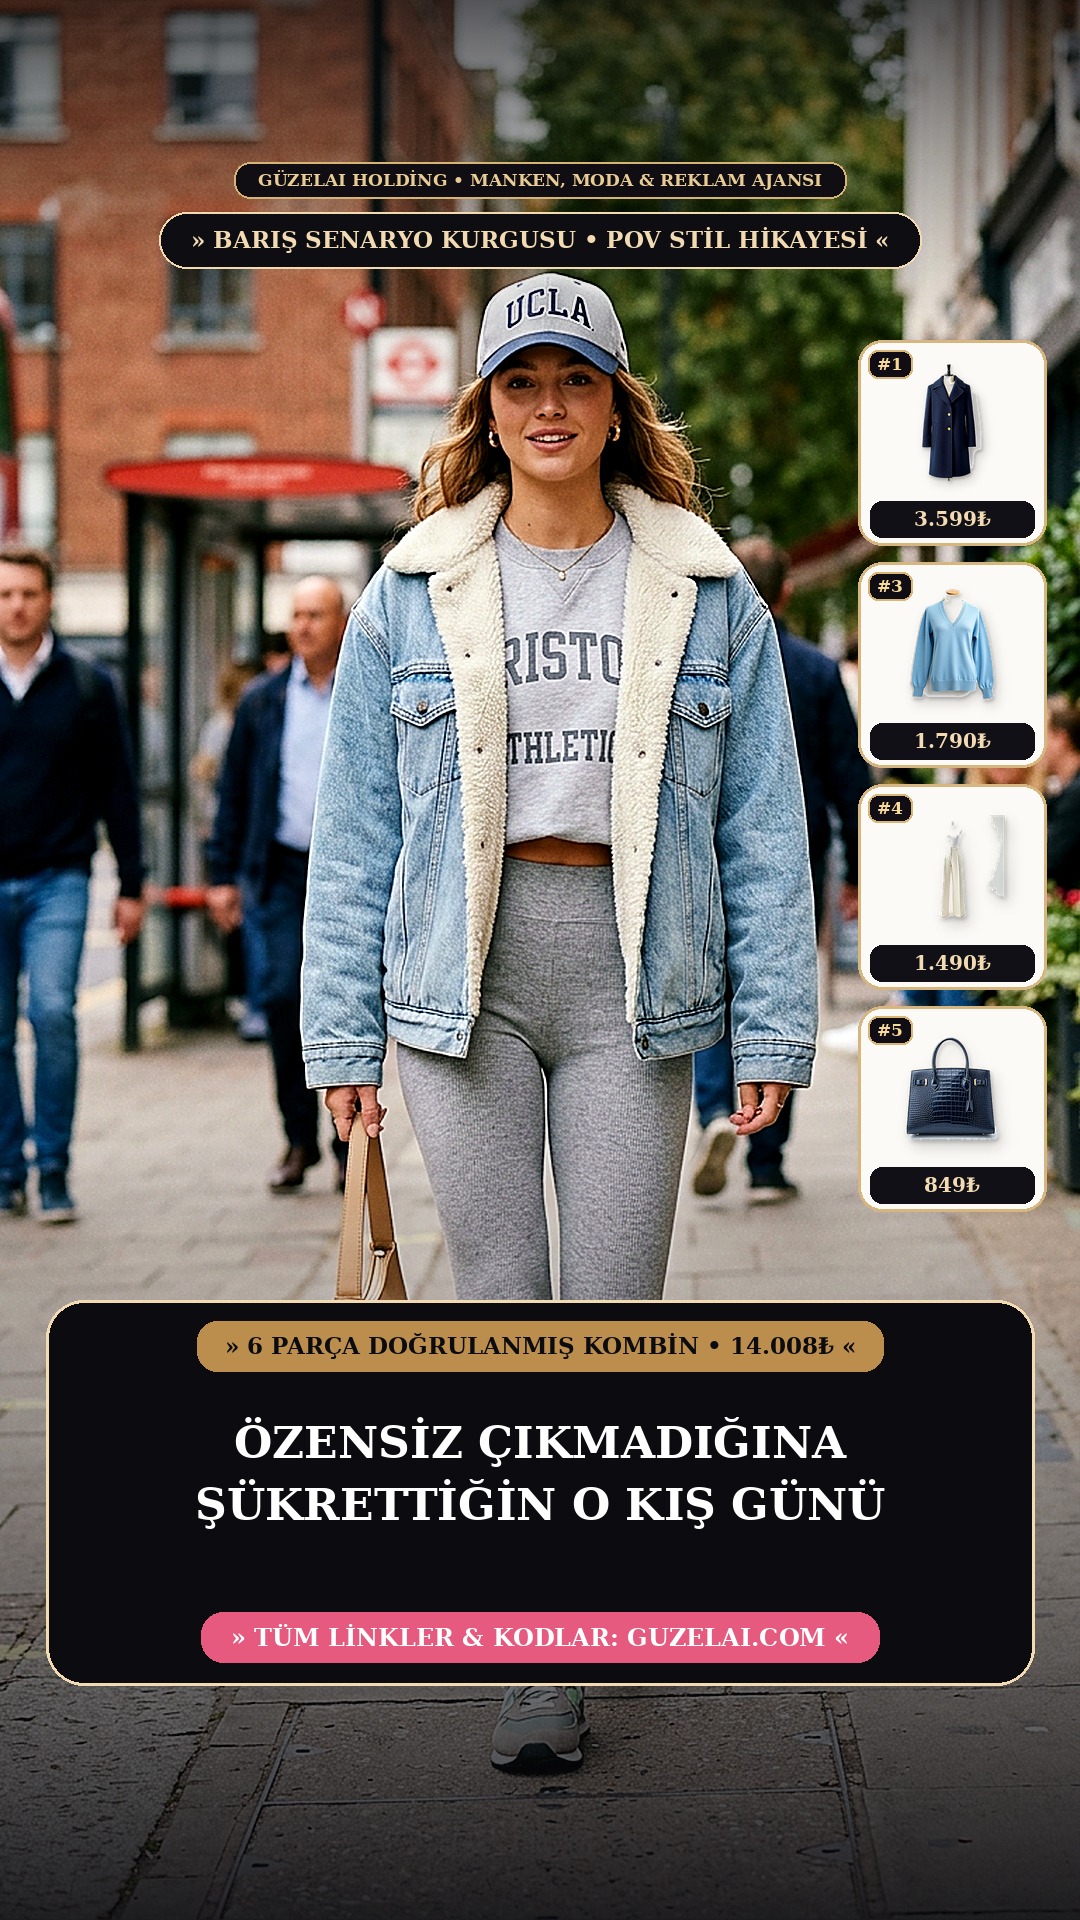 GÜZELAI HOLDİNG • MANKEN, MODA & REKLAM AJANSI
» BARIŞ SENARYO KURGUSU • POV STİL HİKAYESİ «
UCLA
RISTO
THLETIC
#1
3.599₺
#3
1.790₺
#4
1.490₺
#5
849₺
» 6 PARÇA DOĞRULANMIŞ KOMBİN • 14.008₺ «
ÖZENSİZ ÇIKMADIĞINA
ŞÜKRETTİĞİN O KIŞ GÜNÜ
» TÜM LİNKLER & KODLAR: GUZELAI.COM «